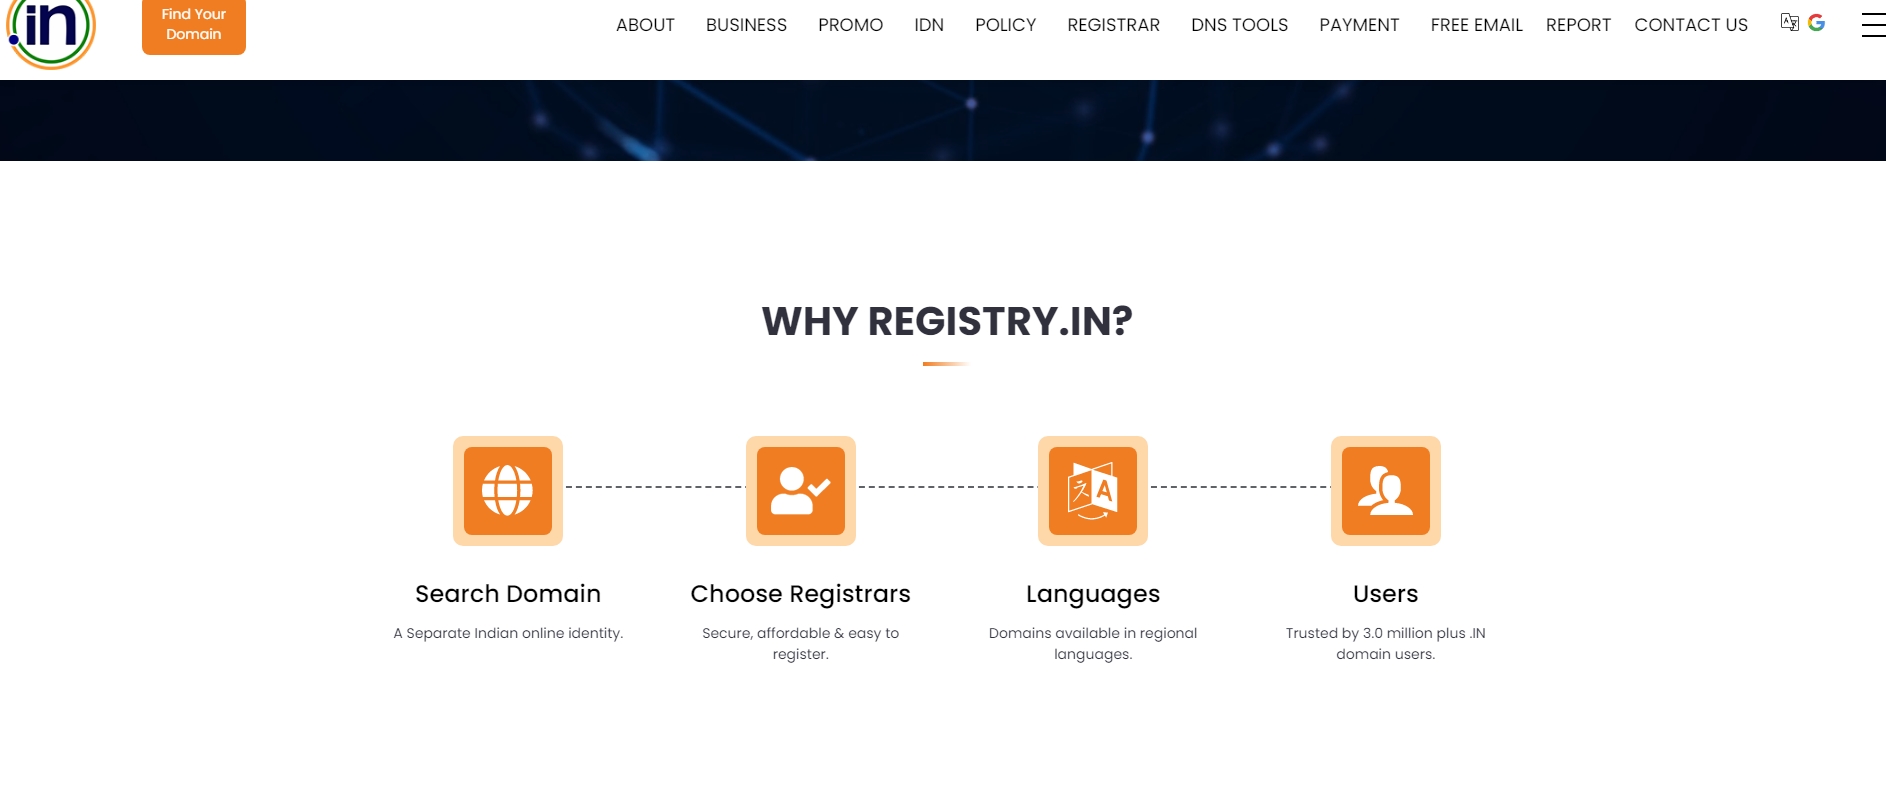 .in
Find Your
Domain
ABOUT
BUSINESS
PROMO
IDN
POLICY
REGISTRAR
DNS TOOLS
PAYMENT
FREE EMAIL
REPORT
CONTACT US
WHY REGISTRY.IN?
Search Domain
A Separate Indian online identity.
Choose Registrars
Secure, affordable & easy to
register.
Languages
Domains available in regional
languages.
Users
Trusted by 3.0 million plus .IN
domain users.